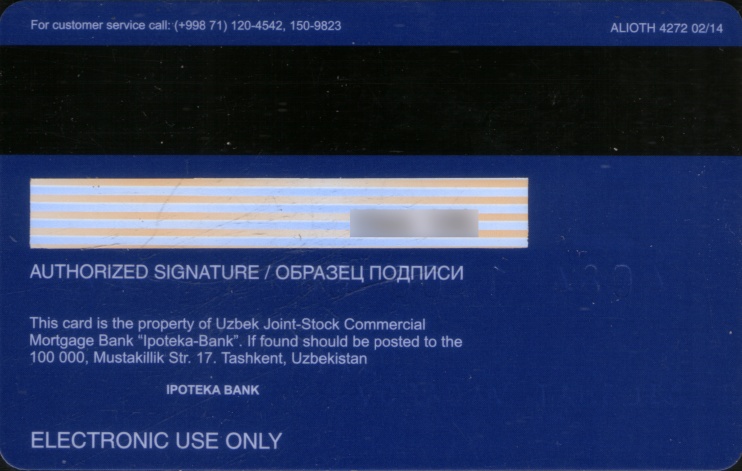 For customer service call: (+998 71) 120-4542, 150-9823
ALIOTH 4272 02/14
AUTHORIZED SIGNATURE / ОБРАЗЕЦ ПОДПИСИ
This card is the property of Uzbek Joint-Stock Commercial
Mortgage Bank “Ipoteka-Bank”. If found should be posted to the
100 000, Mustakillik Str. 17. Tashkent, Uzbekistan
IPOTEKA BANK
ELECTRONIC USE ONLY